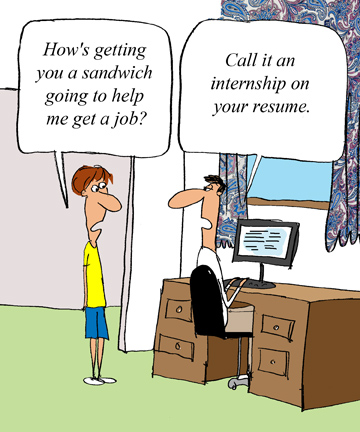 How's getting
you a sandwich
going to help
me get a job?
Call it an
internship on
your resume.